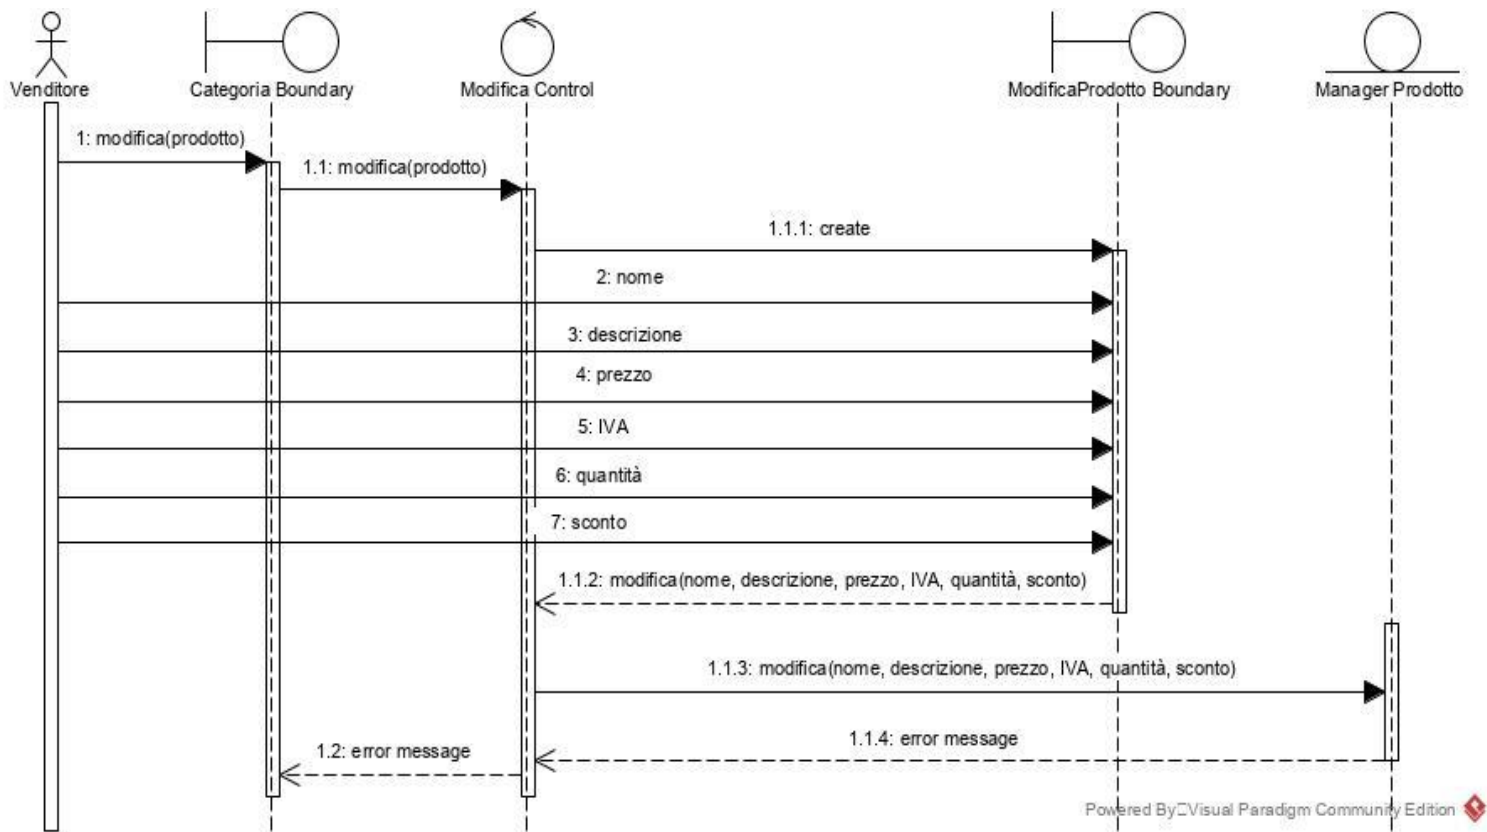 Venditore
Categoria Boundary
Modifica Control
ModificaProdotto Boundary
Manager Prodotto
1: modifica(prodotto)
1.1: modifica(prodotto)
1.1.1: create
2: nome
3: descrizione
4: prezzo
5: IVA
6: quantità
7: sconto
1.1.2: modifica(nome, descrizione, prezzo, IVA, quantità, sconto)
1.1.3: modifica(nome, descrizione, prezzo, IVA, quantità, sconto)
1.1.4: error message
1.2: error message
Powered By□Visual Paradigm Community Edition